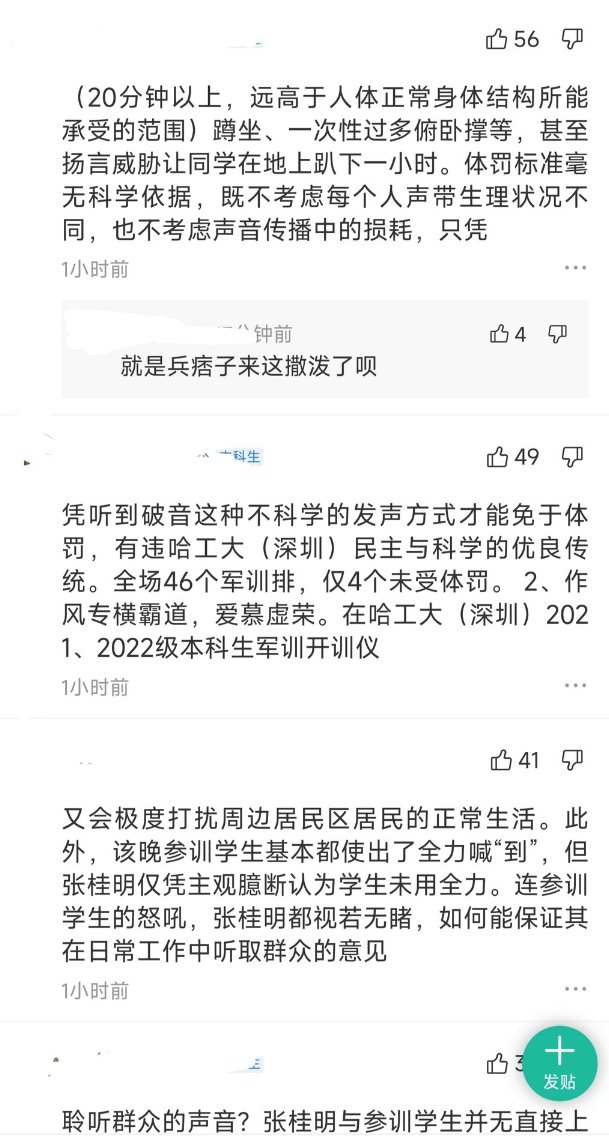 56
（20分钟以上，远高于人体正常身体结构所能
承受的范围）蹲坐、一次性过多俯卧撑等，甚至
扬言威胁让同学在地上趴下一小时。体罚标准毫
无科学依据，既不考虑每个人声带生理状况不
同，也不考虑声音传播中的损耗，只凭
1小时前
钟前
4
就是兵痞子来这撒泼了呗
科生
49
凭听到破音这种不科学的发声方式才能免于体
罚，有违哈工大（深圳）民主与科学的优良传
统。全场46个军训排，仅4个未受体罚。 2、作
风专横霸道，爱慕虚荣。在哈工大（深圳）202
1、2022级本科生军训开训仪
1小时前
41
又会极度打扰周边居民区居民的正常生活。此
外，该晚参训学生基本都使出了全力喊“到”，但
张桂明仅凭主观臆断认为学生未用全力。连参训
学生的怒吼，张桂明都视若无睹，如何能保证其
在日常工作中听取群众的意见
1小时前
发贴
聆听群众的声音？张桂明与参训学生并无直接上